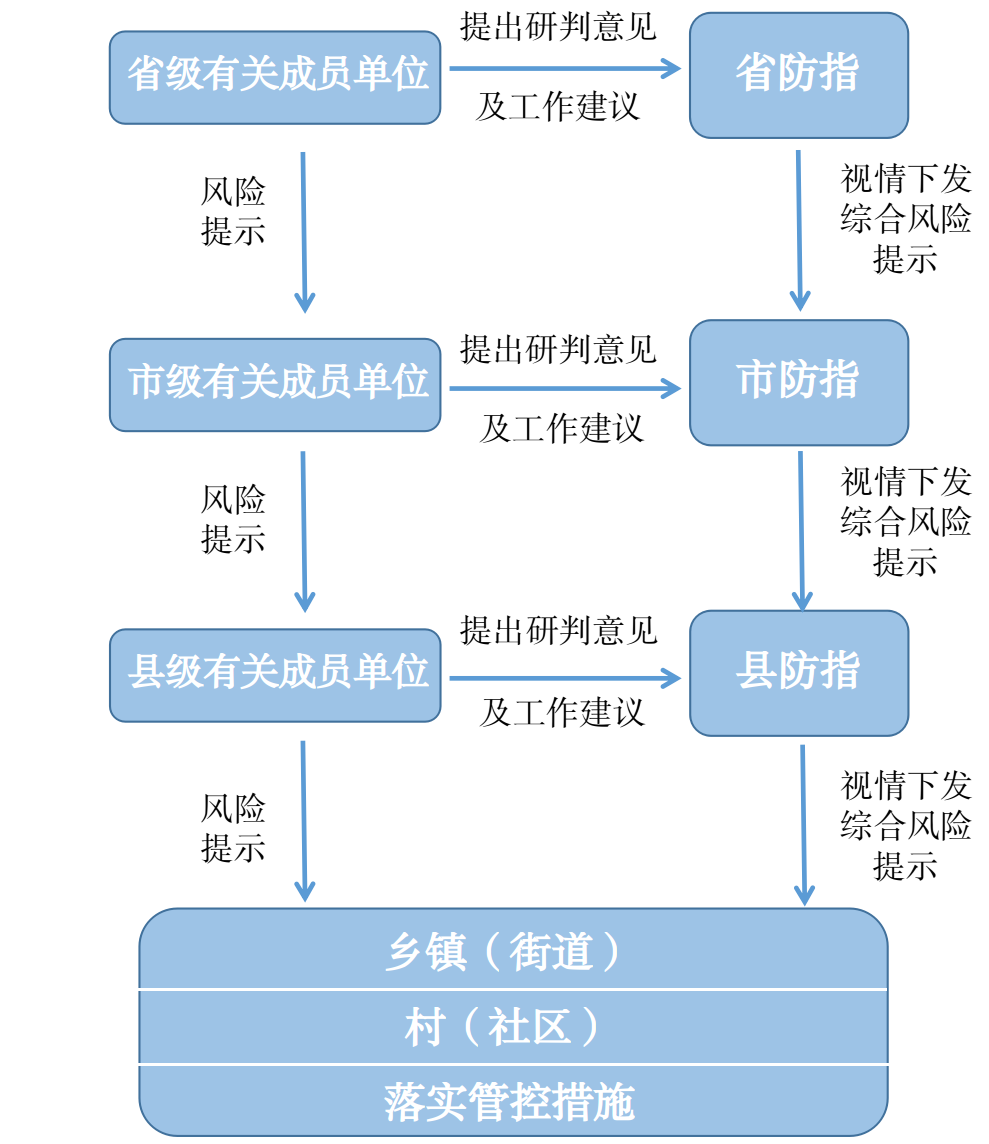 省级有关成员单位
提出研判意见
及工作建议
省防指
风险
提示
视情下发
综合风险
提示
市级有关成员单位
提出研判意见
及工作建议
市防指
风险
提示
视情下发
综合风险
提示
县级有关成员单位
提出研判意见
及工作建议
县防指
风险
提示
视情下发
综合风险
提示
乡镇（街道）
村（社区）
落实管控措施